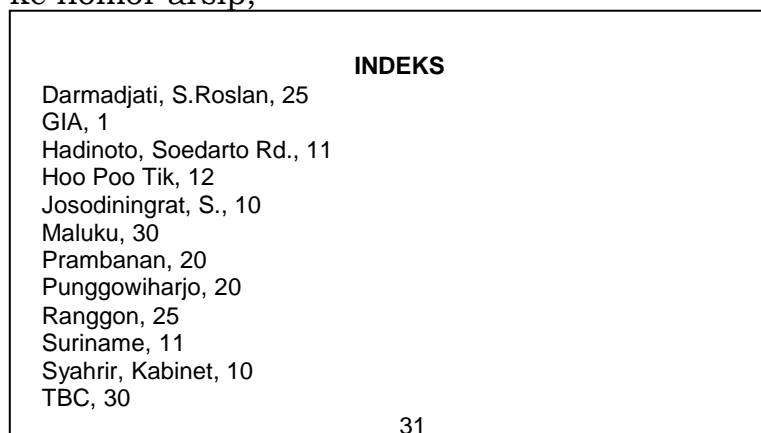 ke nomor arsip;
INDEKS
Darmadjati, S.Roslan, 25
GIA, 1
Hadinoto, Soedarto Rd., 11
Hoo Poo Tik, 12
Josodiningrat, S., 10
Maluku, 30
Prambanan, 20
Punggowiharjo, 20
Ranggon, 25
Suriname, 11
Syahrir, Kabinet, 10
TBC, 30
31